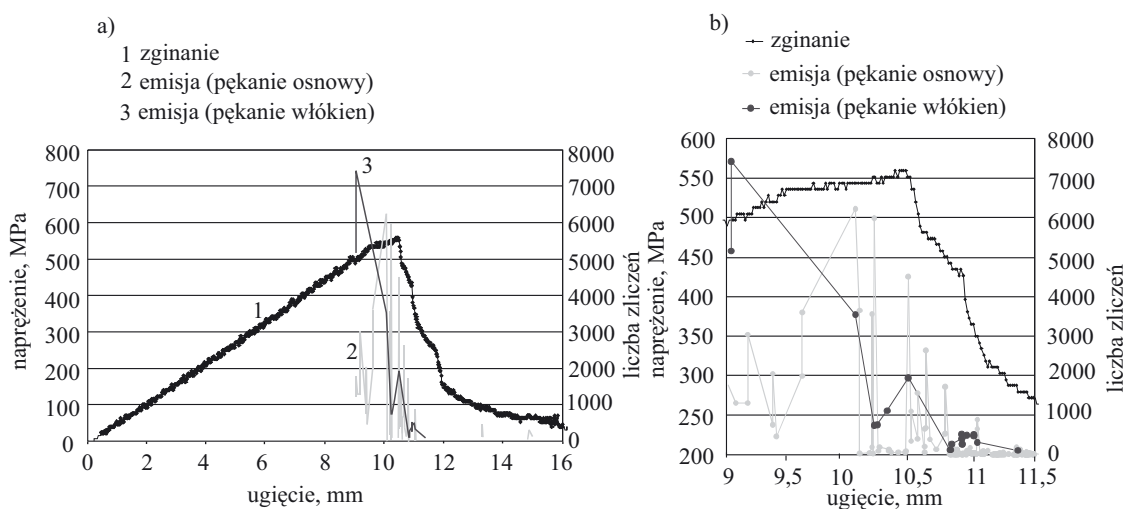 a)
1 zginanie
2 emisja (pękanie osnowy)
3 emisja (pękanie włókien)
800
700
600
500
400
300
200
100
0
naprężenie, MPa
8000
7000
6000
5000
4000
3000
2000
1000
0
liczba zliczeń
0 2 4 6 8 10 12 14 16
ugięcie, mm
1
2
3
b)
zginanie
emisja (pękanie osnowy)
emisja (pękanie włókien)
600
550
500
450
400
350
300
250
200
naprężenie, MPa
8000
7000
6000
5000
4000
3000
2000
1000
0
liczba zliczeń
9 9,5 10 10,5 11 11,5
ugięcie, mm